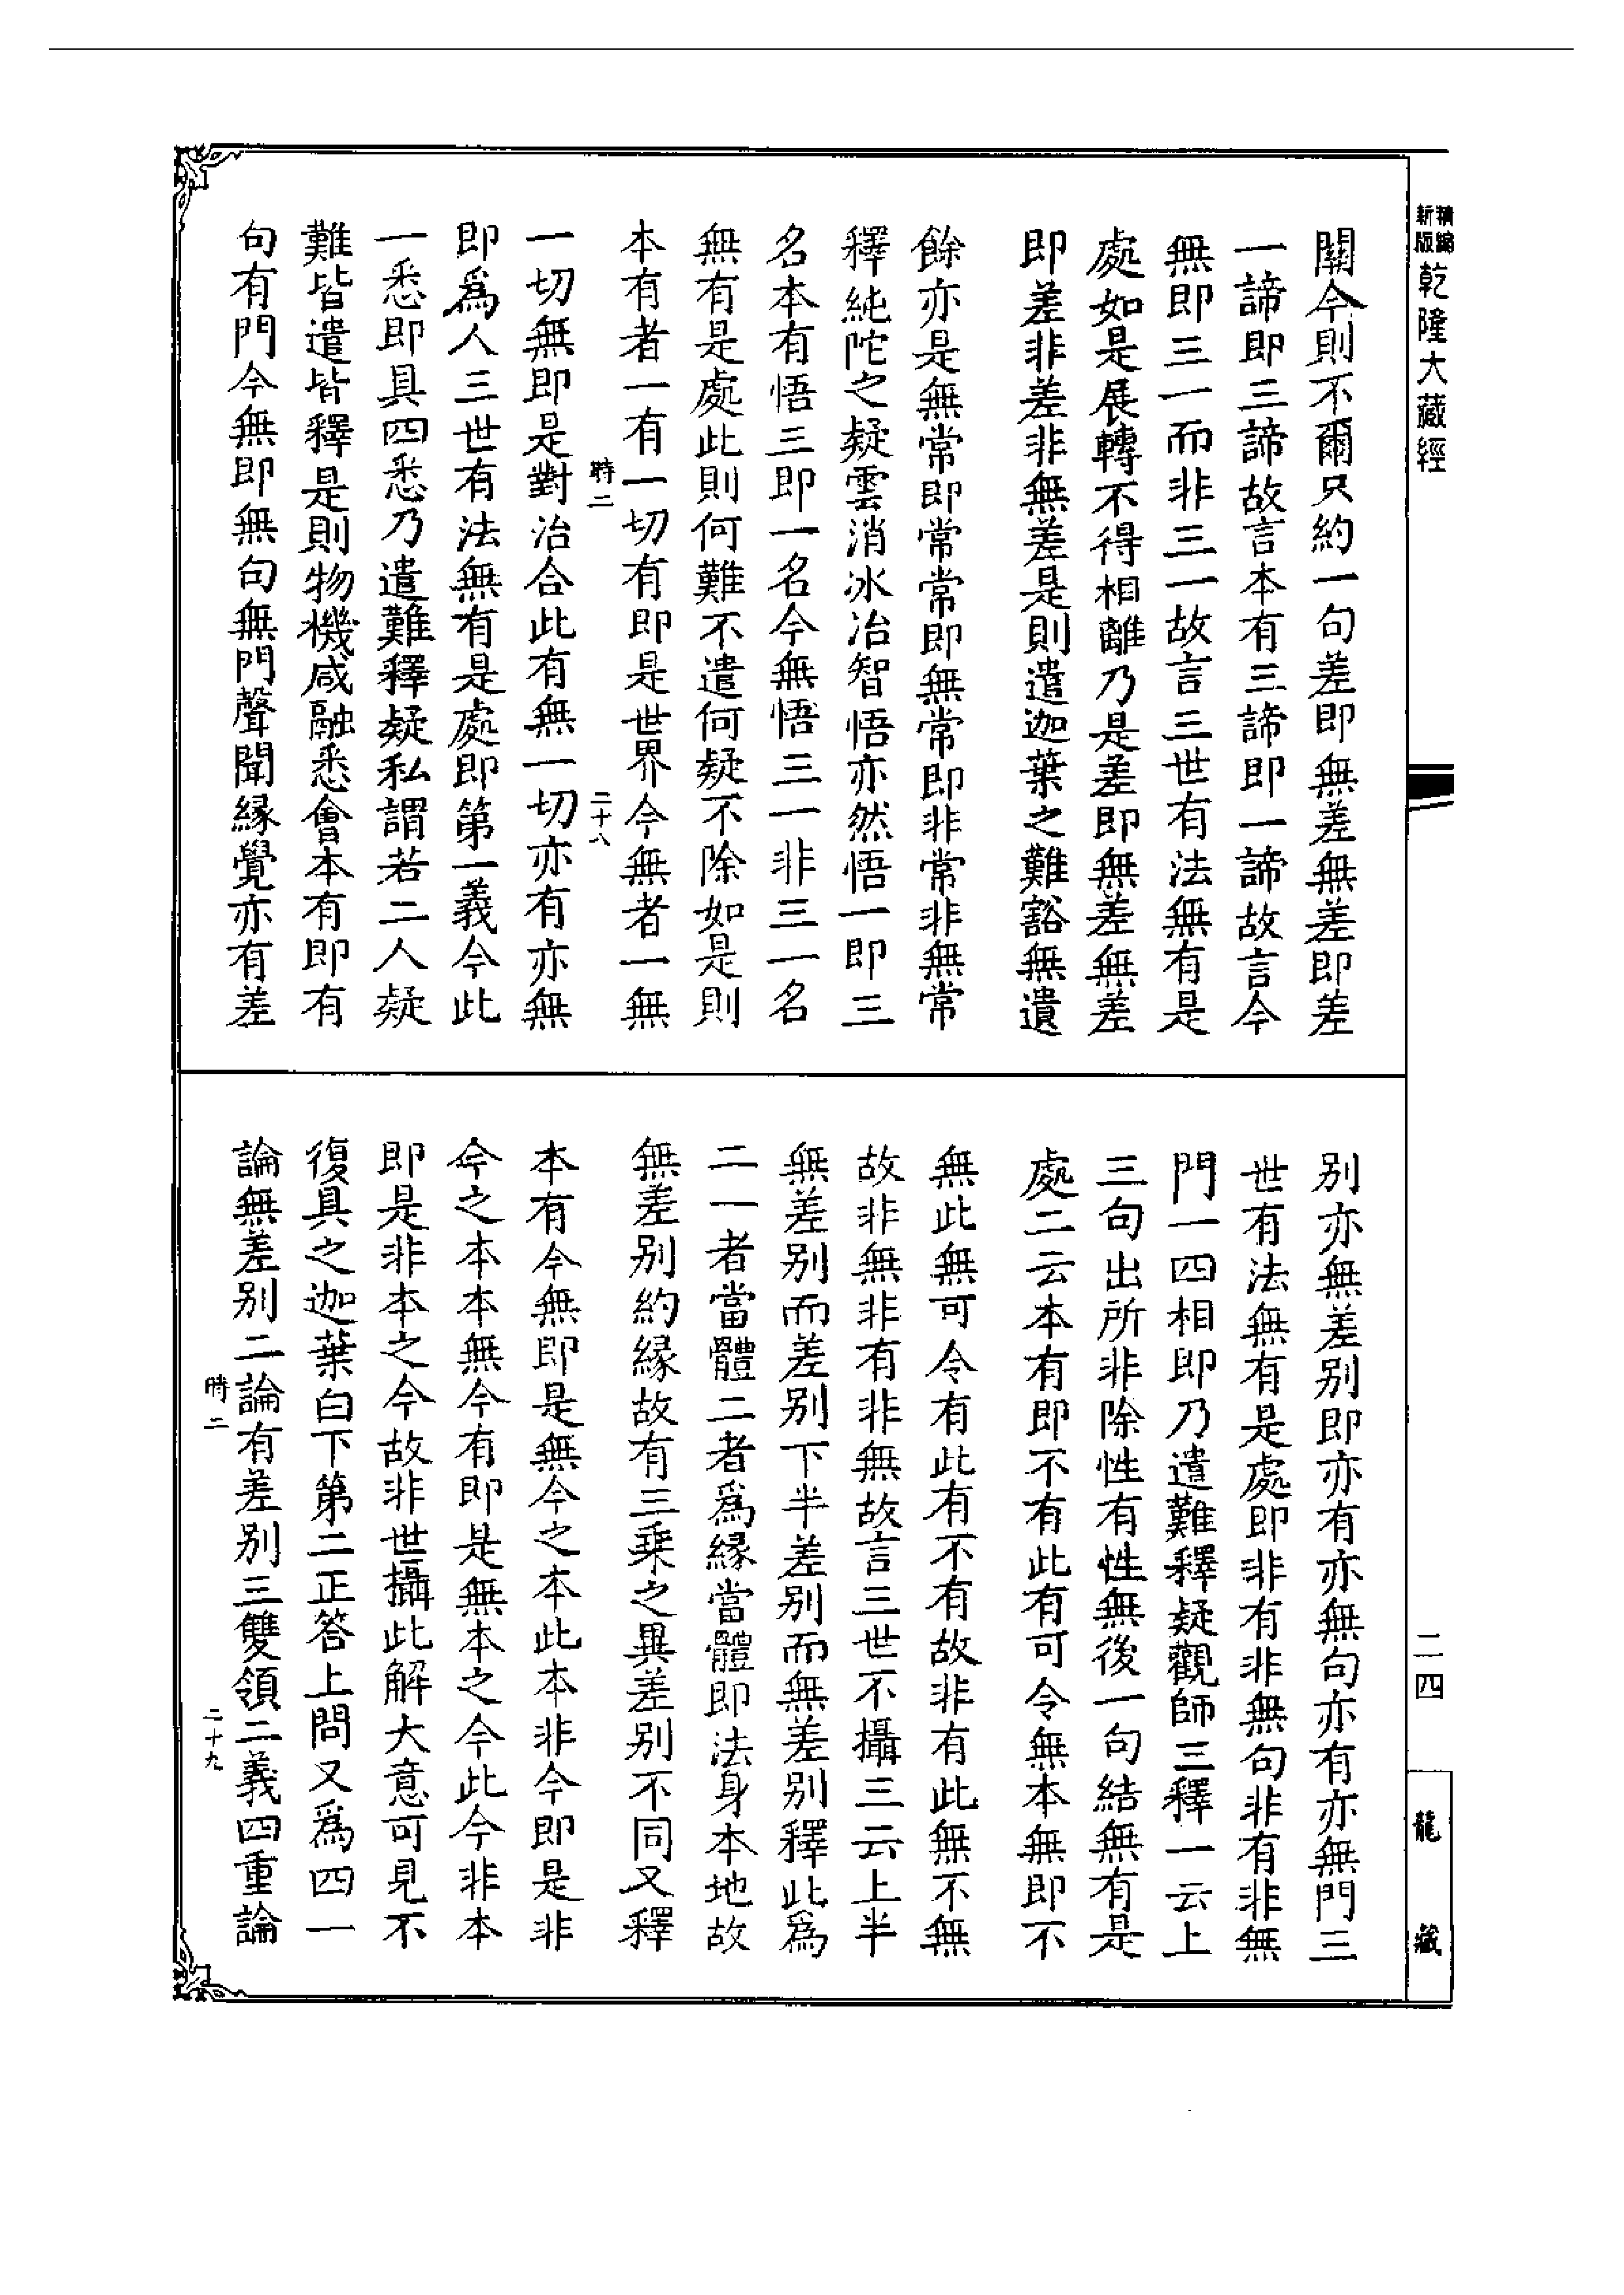 新編
新版
乾隆大藏經
關今則不爾只約一句差即無差無差即差
一諦即三諦故言本有三諦即一諦故言今
無即三一而非三一故言三世有法無有是
處如是展轉不得相離乃是差即無差無差
即差非差非無差是則遣迦葉之難豁無遺
餘亦是無常即常常即無常即非常非無常
釋純陀之疑雲消冰冶智悟亦然悟一即三
名本有悟三即一名今無悟三一非三一名
無有是處此則何難不遣何疑不除如是則
本有者一有一切有即是世界今無者一無
時二
二十八
一切無即是對治合此有無一切亦有亦無
即爲人三世有法無有是處即第一義今此
一悉即具四悉乃遣難釋疑私謂若二人疑
難皆遣皆釋是則物機咸融悉會本有即有
句有門今無即無句無門聲聞緣覺亦有差
別亦無差別即亦有亦無句亦有亦無門三
世有法無有是處即非有非無句非有非無
門一四相即乃遣難釋疑觀師三釋一云上
三句出所非除性有性無後一句結無有是
處二云本有即不有此有可令無本無即不
無此無可令有此有不有故非有此無不無
故非無非有非無故言三世不攝三云上半
無差別而差別下半差別而無差別釋此爲
二一者當體二者爲緣當體即法身本地故
無差別約緣故有三乘之異差別不同又釋
本有今無即是無今之本此本非今即是非
今之本本無今有即是無本之今此今非本
即是非本之今故非世攝此解大意可見不
復具之迦葉白下第二正答上問又爲四一
論無差別二論有差別三雙領二義四重論
時二
二十九
二四
龍藏